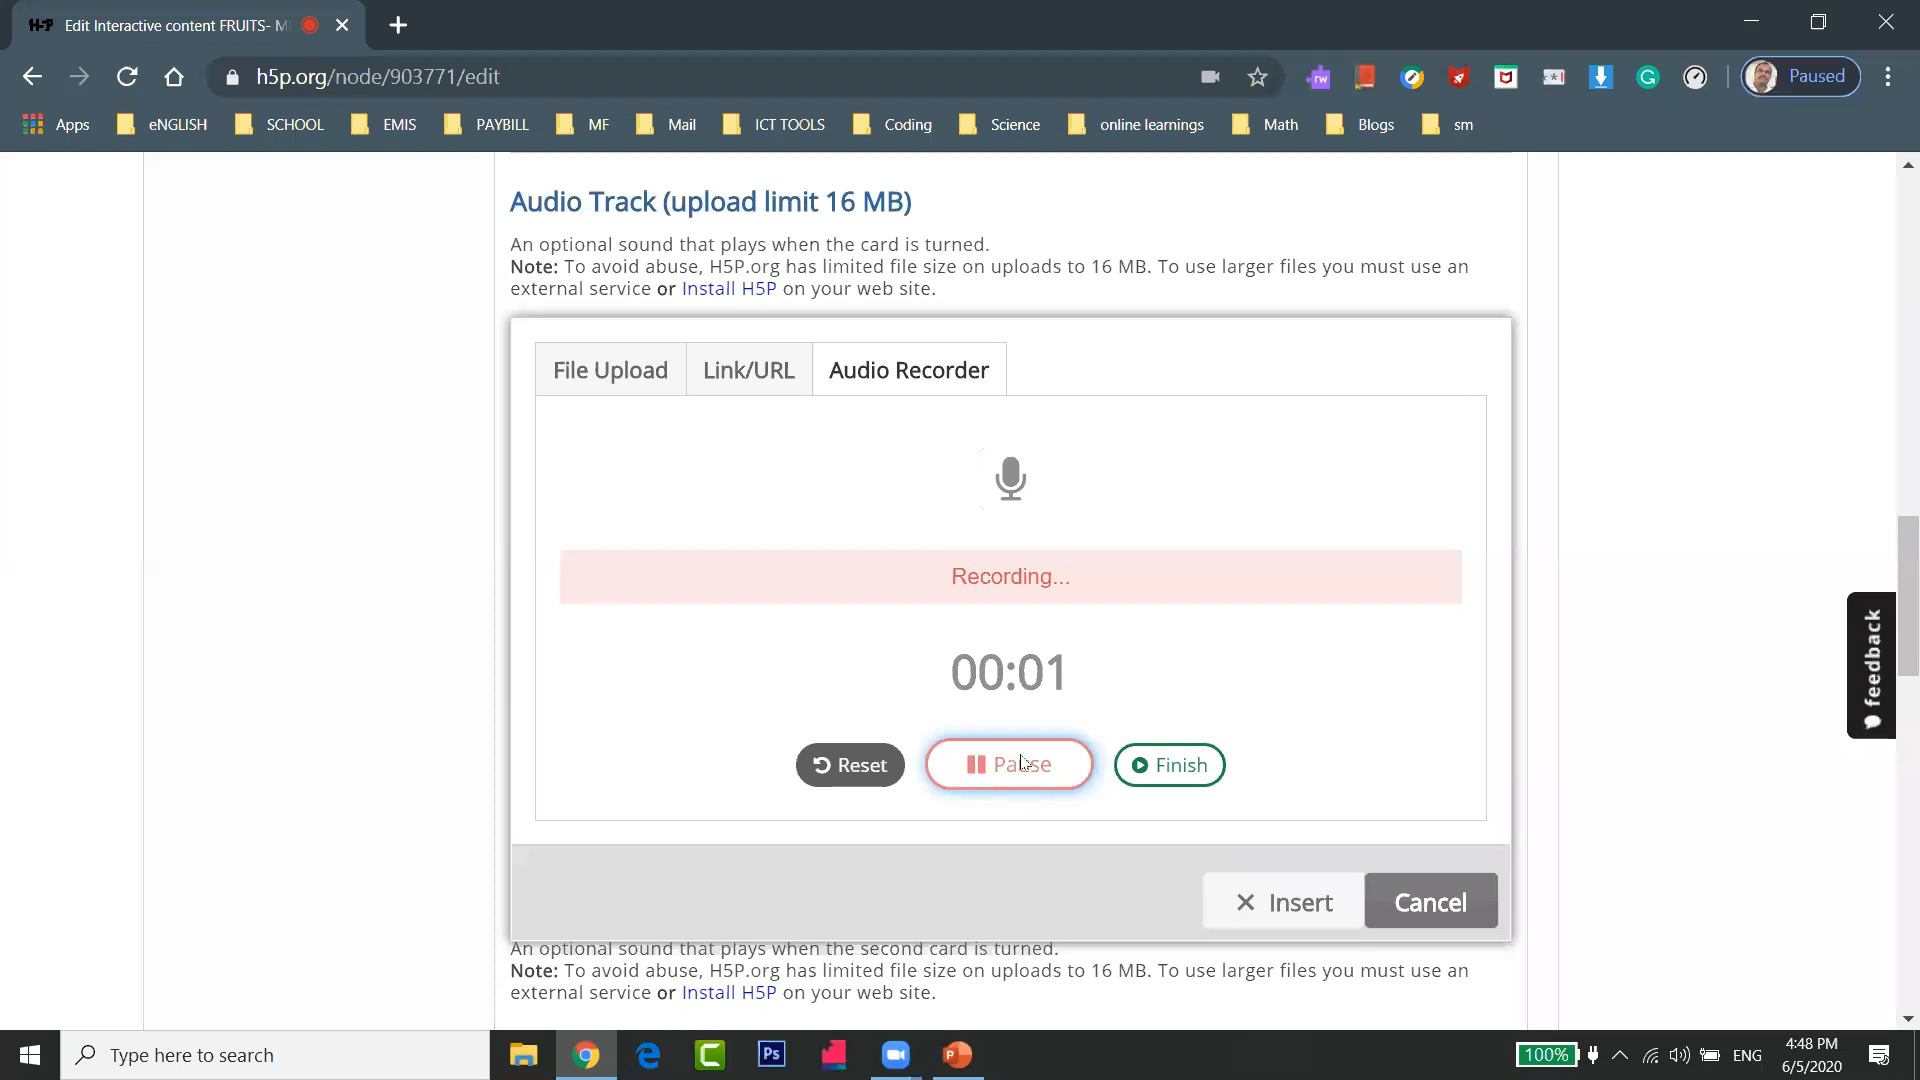 H-P Edit Interactive content FRUITS- M
h5p.org/node/903771/edit
rw
G
Paused
Apps eNGLISH SCHOOL EMIS PAYBILL MF Mail ICT TOOLS Coding Science online learnings Math Blogs sm
Audio Track (upload limit 16 MB)
An optional sound that plays when the card is turned.
Note: To avoid abuse, H5P.org has limited file size on uploads to 16 MB. To use larger files you must use an
external service or Install H5P on your web site.
File Upload Link/URL Audio Recorder
Recording...
00:01
Reset Pause Finish
feedback
Insert Cancel
An optional sound that plays when the second card is turned.
Note: To avoid abuse, H5P.org has limited file size on uploads to 16 MB. To use larger files you must use an
external service or Install H5P on your web site.
Type here to search
Ps
P
100%
ENG
4:48 PM
6/5/2020